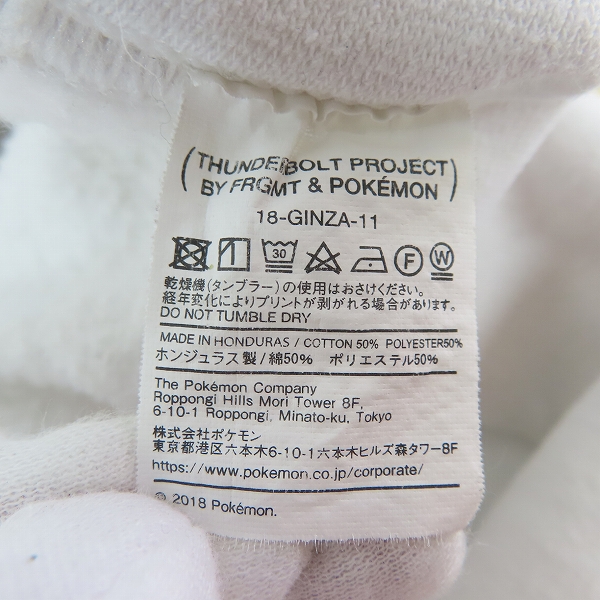 (THUNDERBOLT PROJECT)
BY FRGMT & POKÉMON
18-GINZA-11
30 F W
乾燥機(タンブラー)の使用はおさけください。
経年変化によりプリントが剥がれる場合があります。
DO NOT TUMBLE DRY
MADE IN HONDURAS / COTTON 50% POLYESTER50%
ホンジュラス製 / 綿50% ポリエステル50%
The Pokémon Company
Roppongi Hills Mori Tower 8F,
6-10-1 Roppongi, Minato-ku, Tokyo
株式会社ポケモン
東京都港区六本木6-10-1六本木ヒルズ森タワー8F
https://www.pokemon.co.jp/corporate/
© 2018 Pokémon.